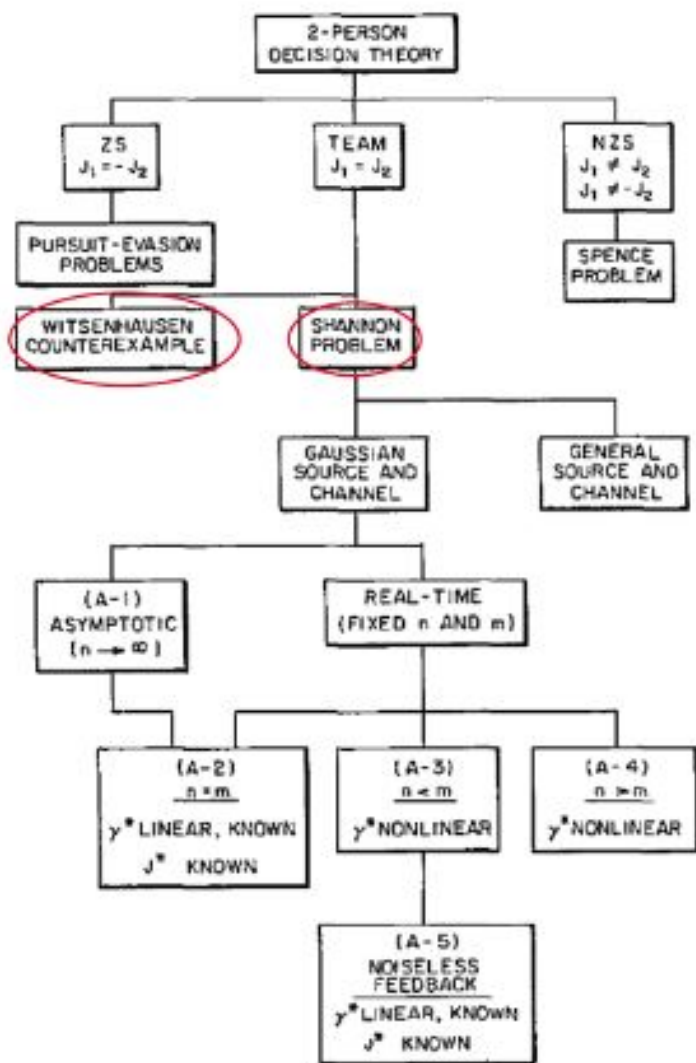 2-PERSON
DECISION THEORY
ZS
J₁ = -J₂
TEAM
J₁ = J₂
NZS
J₁ ≠ J₂
J₁ ≠ -J₂
PURSUIT-EVASION
PROBLEMS
SPENCE
PROBLEM
WITSENHAUSEN
COUNTEREXAMPLE
SHANNON
PROBLEM
GAUSSIAN
SOURCE AND
CHANNEL
GENERAL
SOURCE AND
CHANNEL
(A-1)
ASYMPTOTIC
(n → ∞)
REAL-TIME
(FIXED n AND m)
(A-2)
n = m
γ* LINEAR, KNOWN
J* KNOWN
(A-3)
n < m
γ* NONLINEAR
(A-4)
n > m
γ* NONLINEAR
(A-5)
NOISELESS
FEEDBACK
γ* LINEAR, KNOWN
J* KNOWN